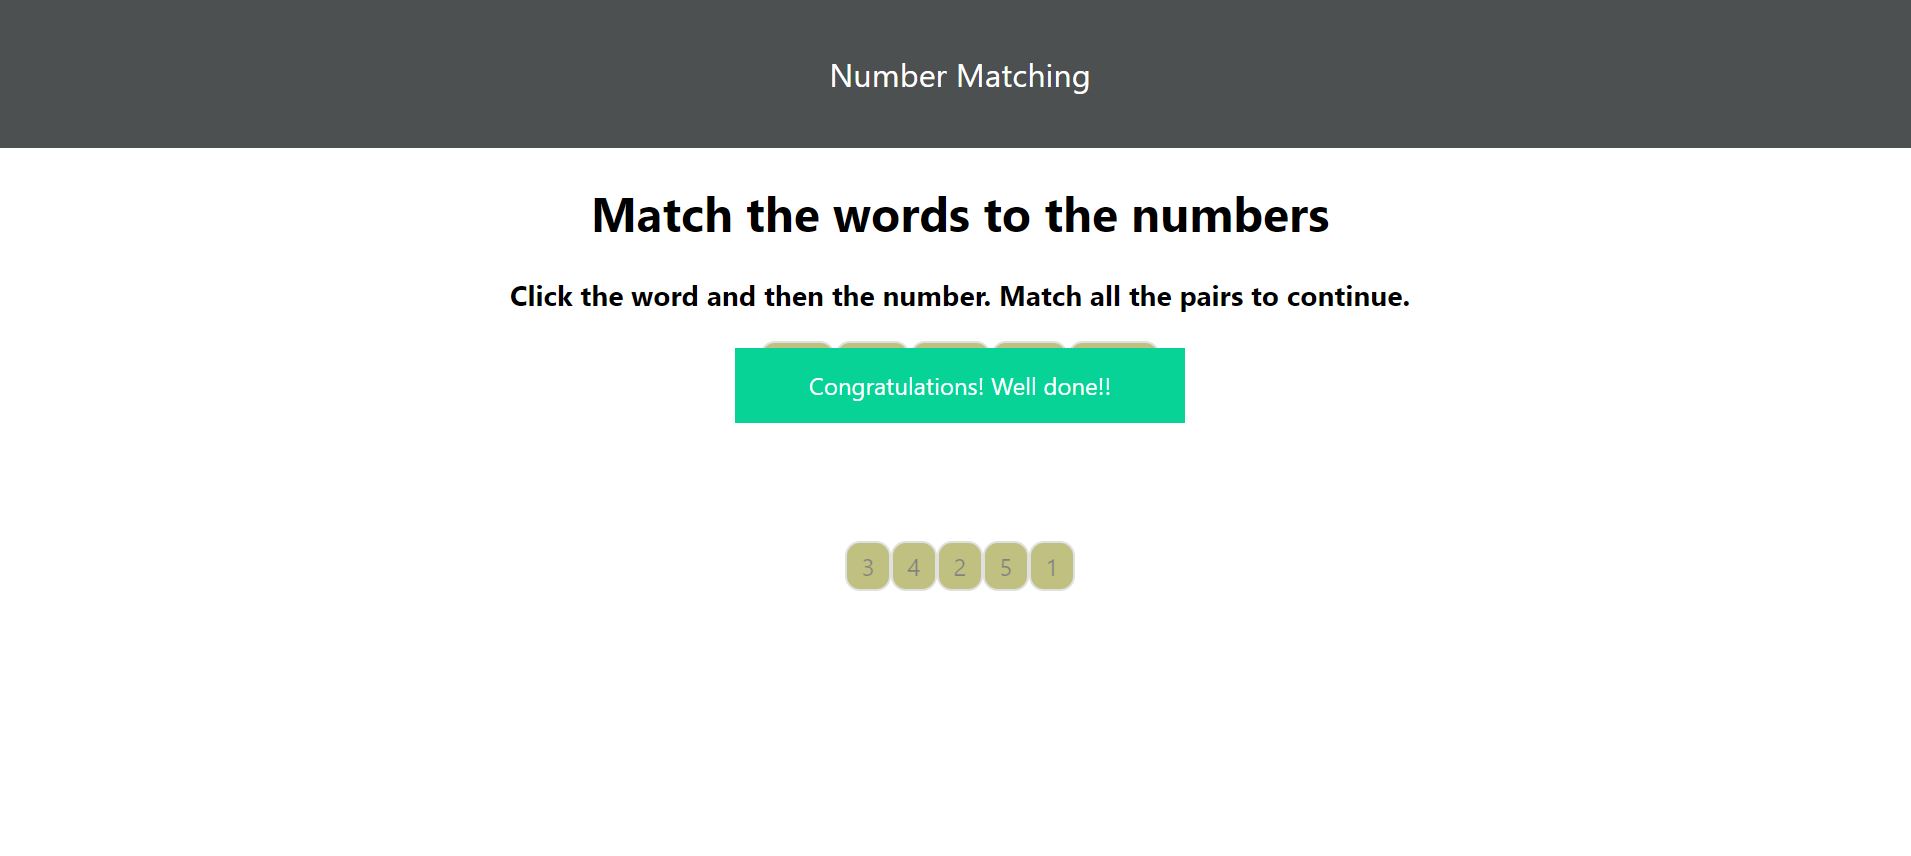 Number Matching
Match the words to the numbers
Click the word and then the number. Match all the pairs to continue.
Congratulations! Well done!!
3 4 2 5 1